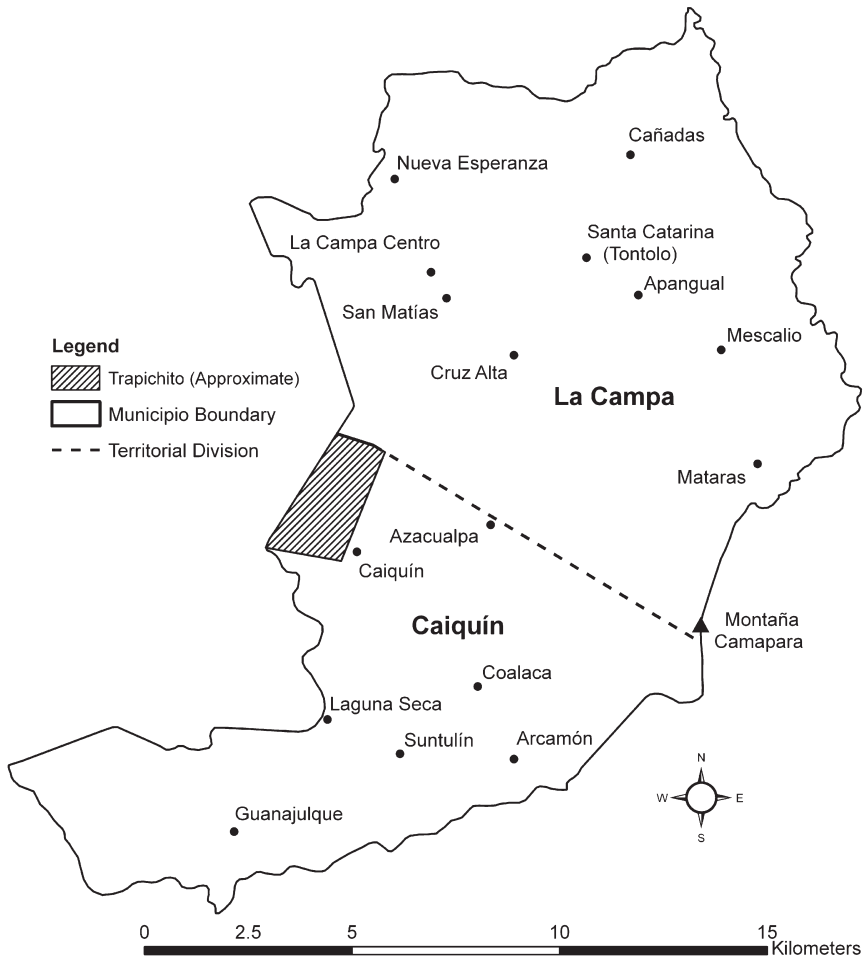 Cañadas
Nueva Esperanza
Santa Catarina
(Tontolo)
La Campa Centro
Apangual
San Matías
Mescalio
Legend
Cruz Alta
Trapichito (Approximate)
La Campa
Municipio Boundary
Territorial Division
Mataras
Azacualpa
Caiquín
Caiquín
Montaña
Camapara
Coalaca
Laguna Seca
Suntulín
Arcamón
N
W
E
S
Guanajulque
0
2.5
5
10
15
Kilometers